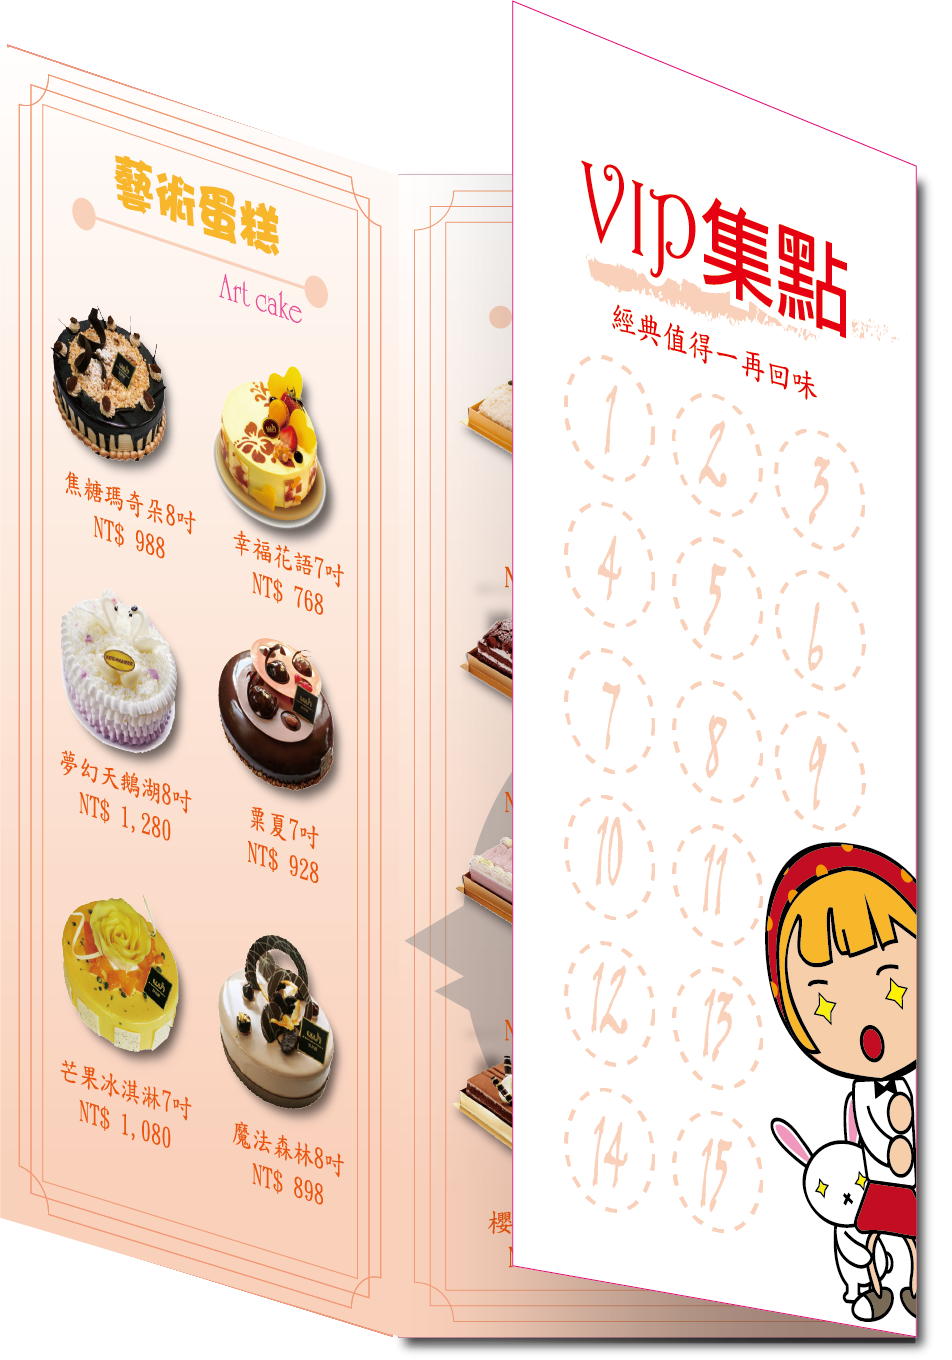 藝術蛋糕
Art cake
焦糖瑪奇朵8吋
NT$ 988
幸福花語7吋
NT$ 768
夢幻天鵝湖8吋
NT$ 1,280
粟夏7吋
NT$ 928
芒果冰淇淋7吋
NT$ 1,080
魔法森林8吋
NT$ 898
櫻
VIP集點
經典值得一再回味
1
2
3
4
5
6
7
8
9
10
11
12
13
14
15